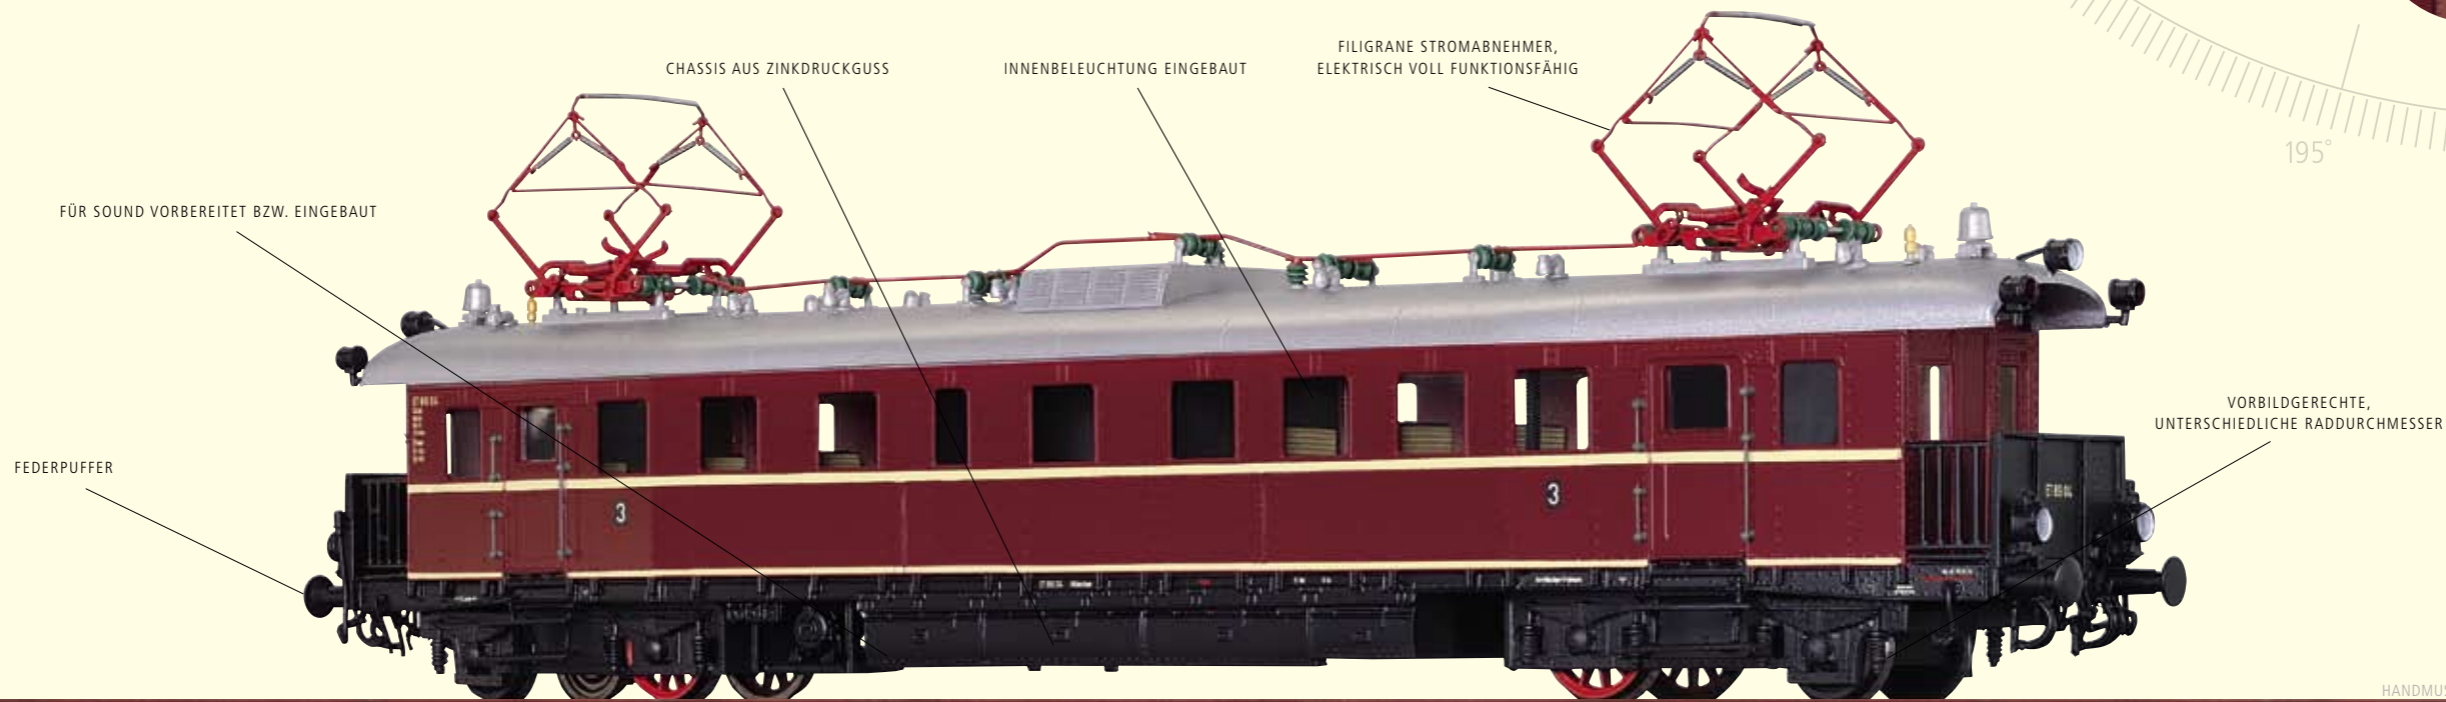 CHASSIS AUS ZINKDRUCKGUSS
INNENBELEUCHTUNG EINGEBAUT
FILIGRANE STROMABNEHMER,
ELEKTRISCH VOLL FUNKTIONSFÄHIG
195°
FÜR SOUND VORBEREITET BZW. EINGEBAUT
VORBILDGERECHTE,
UNTERSCHIEDLICHE RADDURCHMESSER
FEDERPUFFER
3
3
HANDMUS